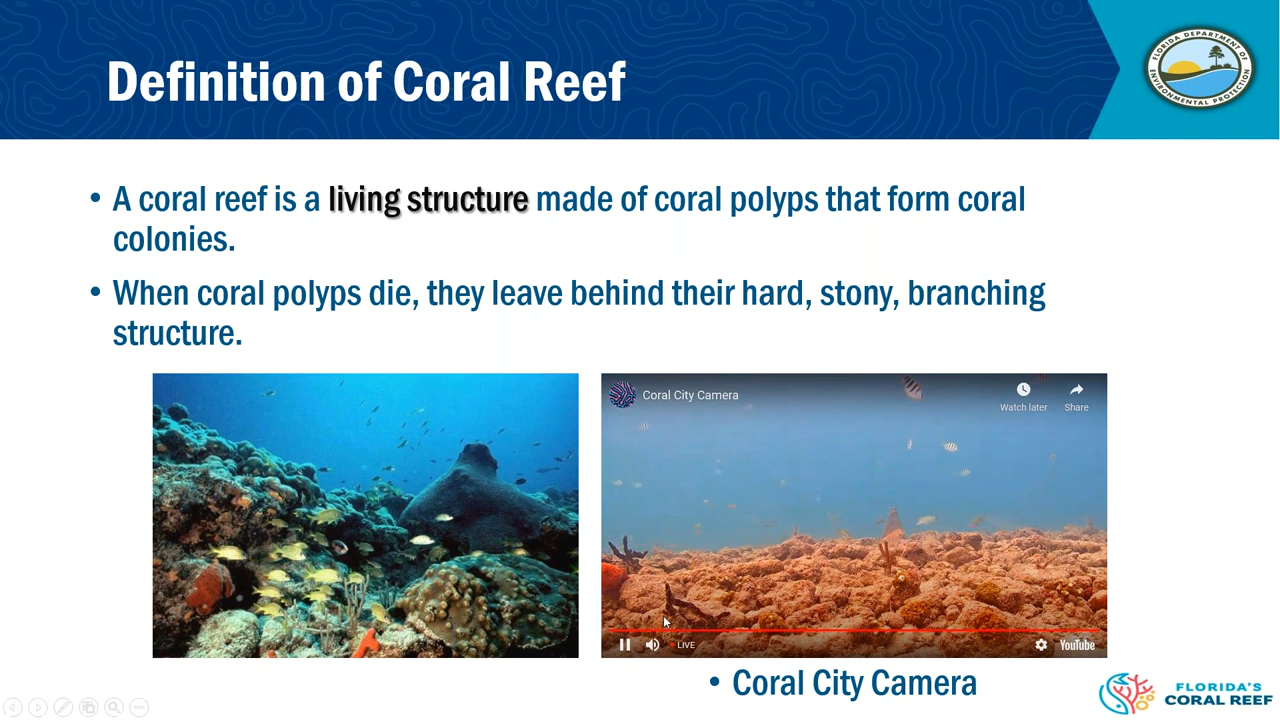 Definition of Coral Reef
FLORIDA DEPARTMENT OF
ENVIRONMENTAL PROTECTION
• A coral reef is a living structure made of coral polyps that form coral
colonies.
• When coral polyps die, they leave behind their hard, stony, branching
structure.
Coral City Camera
Watch later
Share
LIVE
YouTube
• Coral City Camera
FLORIDA'S
CORAL REEF